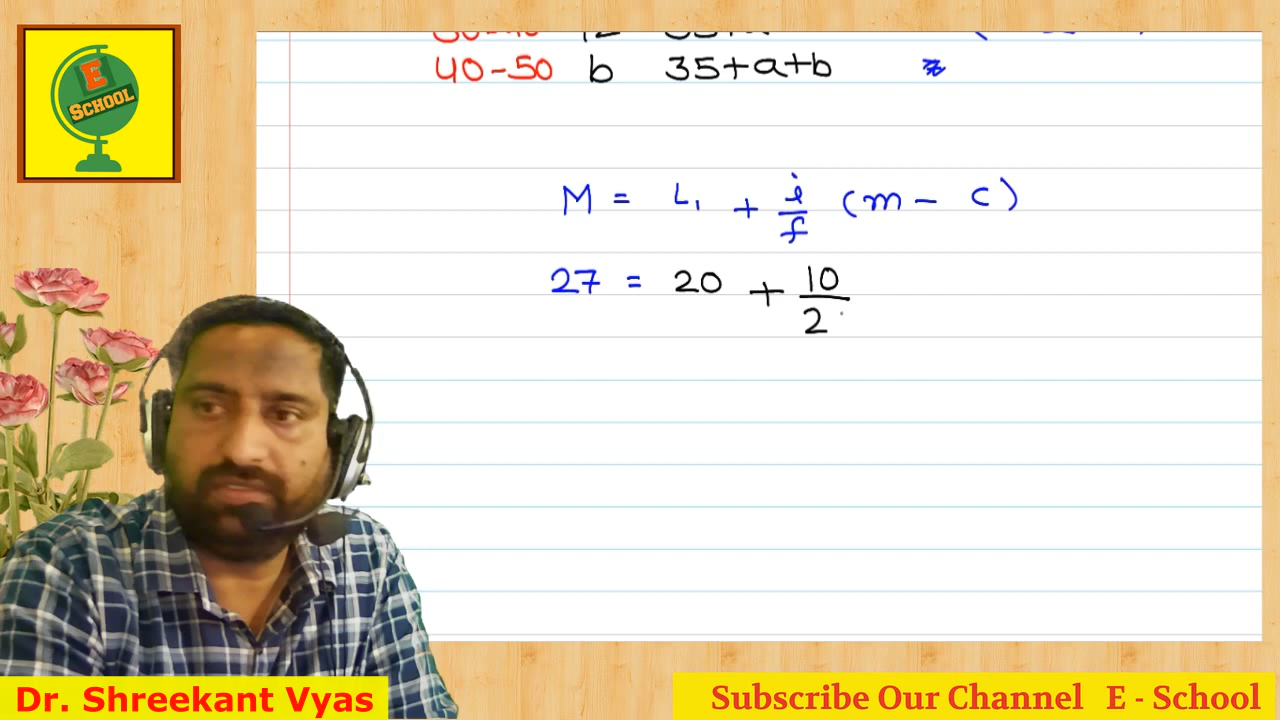 E
SCHOOL
40-50 b 35+a+b
M = L₁ + i/f (m - c)
27 = 20 + 10/2
Dr. Shreekant Vyas
Subscribe Our Channel E - School